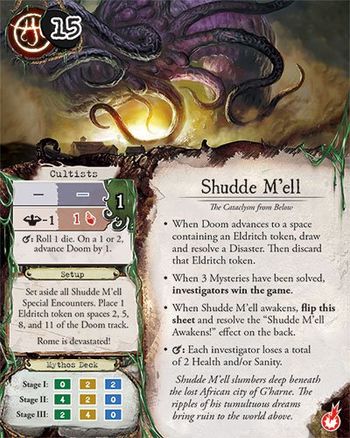 15
Cultists
— —
1
-1 1
: Roll 1 die. On a 1 or 2,
advance Doom by 1.
Setup
Set aside all Shudde M'ell
Special Encounters. Place 1
Eldritch token on spaces 2, 5,
8, and 11 of the Doom track.
Rome is devastated!
Mythos Deck
Stage I: 0 2 2
Stage II: 4 2 0
Stage III: 2 4 0
Shudde M'ell
The Cataclysm from Below
• When Doom advances to a space
containing an Eldritch token, draw
and resolve a Disaster. Then discard
that Eldritch token.
• When 3 Mysteries have been solved,
investigators win the game.
• When Shudde M'ell awakens, flip this
sheet and resolve the "Shudde M'ell
Awakens!" effect on the back.
• : Each investigator loses a total
of 2 Health and/or Sanity.
Shudde M'ell slumbers deep beneath
the lost African city of G'harne. The
ripples of his tumultuous dreams
bring ruin to the world above.